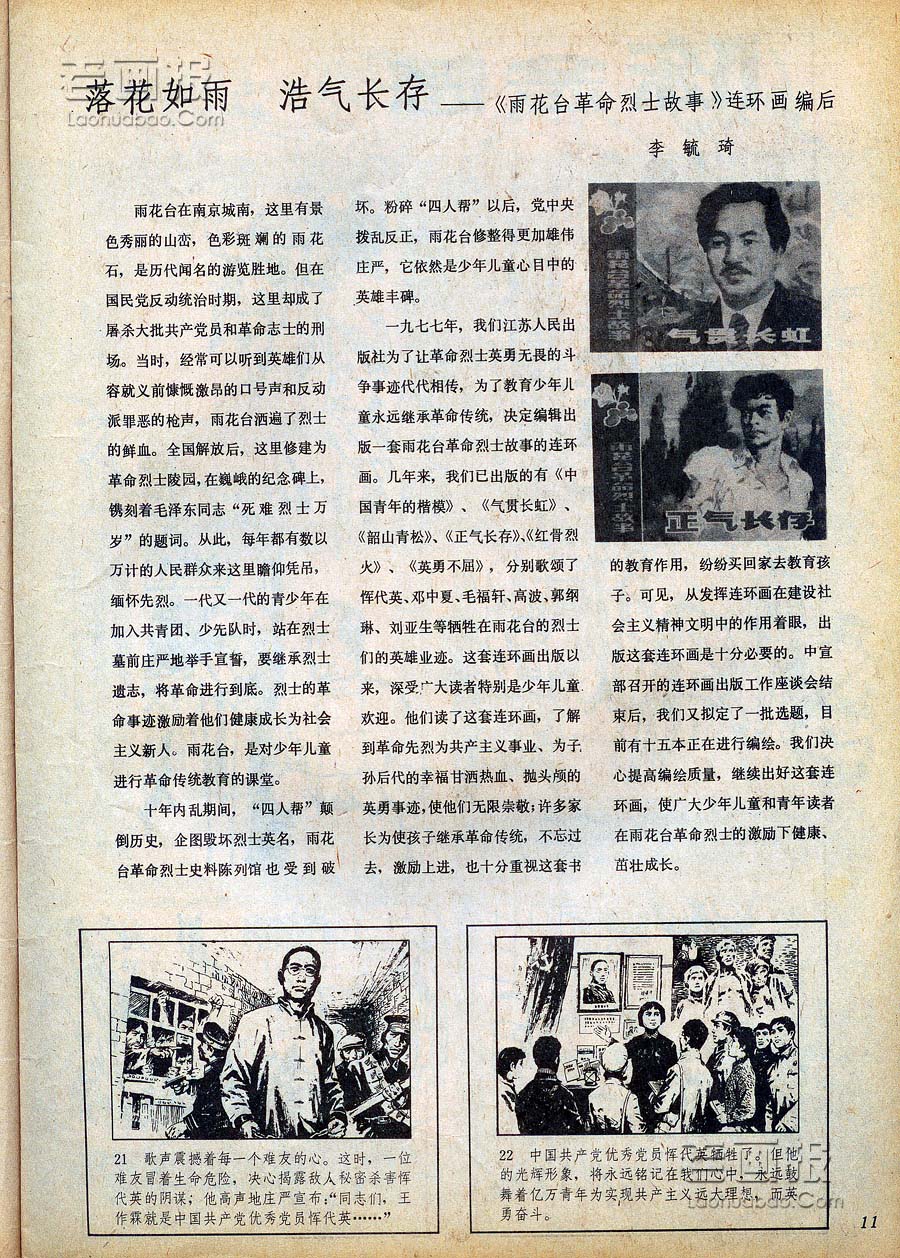 老画报
Laohuabao.Com
落花如雨 浩气长存——《雨花台革命烈士故事》连环画编后
李毓琦
雨花台在南京城南，这里有景
色秀丽的山峦，色彩斑斓的雨花
石，是历代闻名的游览胜地。但在
国民党反动统治时期，这里却成了
屠杀大批共产党员和革命志士的刑
场。当时，经常可以听到英雄们从
容就义前慷慨激昂的口号声和反动
派罪恶的枪声，雨花台洒遍了烈士
的鲜血。全国解放后，这里修建为
革命烈士陵园，在巍峨的纪念碑上，
镌刻着毛泽东同志“死难烈士万
岁”的题词。从此，每年都有数以
万计的人民群众来这里瞻仰凭吊，
缅怀先烈。一代又一代的青少年在
加入共青团、少先队时，站在烈士
墓前庄严地举手宣誓，要继承烈士
遗志，将革命进行到底。烈士的革
命事迹激励着他们健康成长为社会
主义新人。雨花台，是对少年儿童
进行革命传统教育的课堂。
十年内乱期间，“四人帮”颠
倒历史，企图毁坏烈士英名，雨花
台革命烈士史料陈列馆也受到破
坏。粉碎“四人帮”以后，党中央
拨乱反正，雨花台修整得更加雄伟
庄严，它依然是少年儿童心目中的
英雄丰碑。
一九七七年，我们江苏人民出
版社为了让革命烈士英勇无畏的斗
争事迹代代相传，为了教育少年儿
童永远继承革命传统，决定编辑出
版一套雨花台革命烈士故事的连环
画。几年来，我们已出版的有《中
国青年的楷模》、《气贯长虹》、
《韶山青松》、《正气长存》、《红骨烈
火》、《英勇不屈》，分别歌颂了
恽代英、邓中夏、毛福轩、高波、郭纲
琳、刘亚生等牺牲在雨花台的烈士
们的英雄业迹。这套连环画出版以
来，深受广大读者特别是少年儿童
欢迎。他们读了这套连环画，了解
到革命先烈为共产主义事业、为子
孙后代的幸福甘洒热血、抛头颅的
英勇事迹，使他们无限崇敬；许多家
长为使孩子继承革命传统，不忘过
去，激励上进，也十分重视这套书
雨花台革命烈士故事
气贯长虹
雨花台革命烈士故事
正气长存
的教育作用，纷纷买回家去教育孩
子。可见，从发挥连环画在建设社
会主义精神文明中的作用着眼，出
版这套连环画是十分必要的。中宣
部召开的连环画出版工作座谈会结
束后，我们又拟定了一批选题，目
前有十五本正在进行编绘。我们决
心提高编绘质量，继续出好这套连
环画，使广大少年儿童和青年读者
在雨花台革命烈士的激励下健康、
茁壮成长。
21 歌声震撼着每一个难友的心。这时，一位
难友冒着生命危险，决心揭露敌人秘密杀害恽
代英的阴谋；他高声地庄严宣布：“同志们，王
作霖就是中国共产党优秀党员恽代英……”
22 中国共产党优秀党员恽代英牺牲了。但他
的光辉形象，将永远铭记在我们心中，永远鼓
舞着亿万青年为实现共产主义远大理想，而英
勇奋斗。
老画报
Laohuabao.Com
11